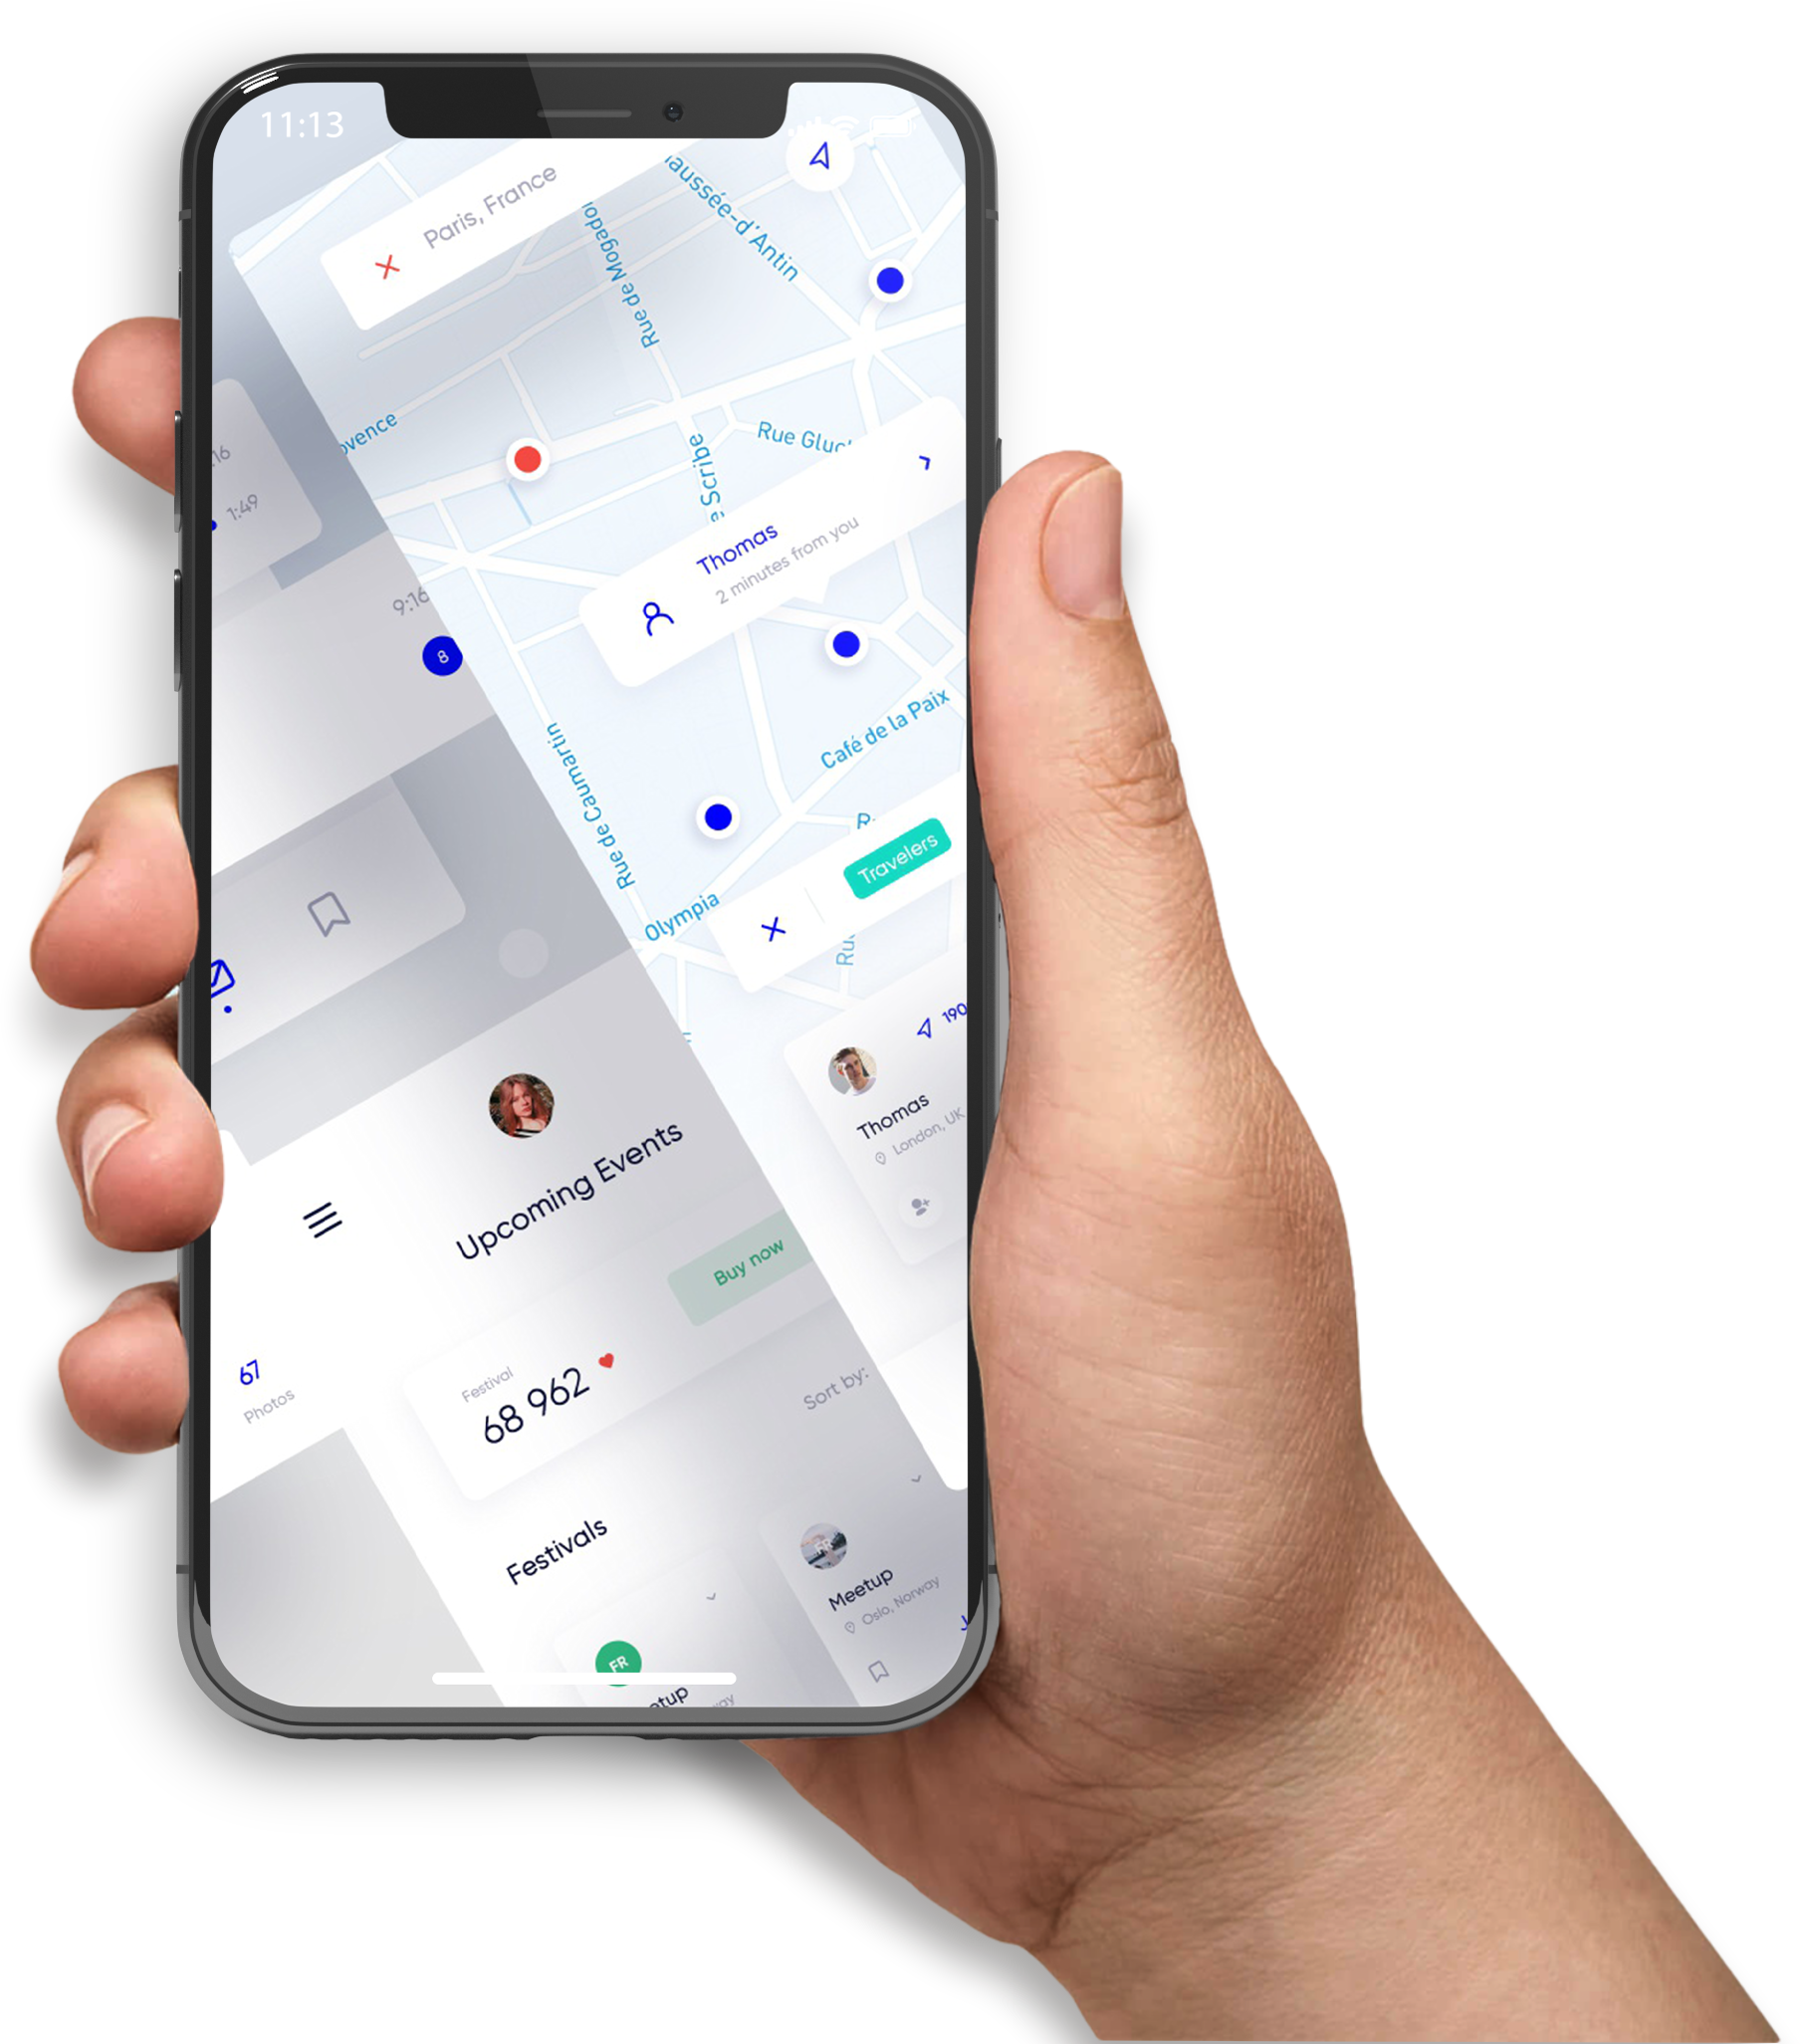 11:13
Paris, France
aussée-d'Antin
Rue de Mogador
ovence
Rue Gluc
Scribe
:16
1:49
Thomas
2 minutes from you
9:16
8
Café de la Paix
Rue de Caumartin
R
Travelers
Olympia
Ru
190
Thomas
London, UK
Upcoming Events
Buy now
67
Photos
Festival
68 962
Sort by:
Festivals
Meetup
Oslo, Norway
J
FR
etup
way